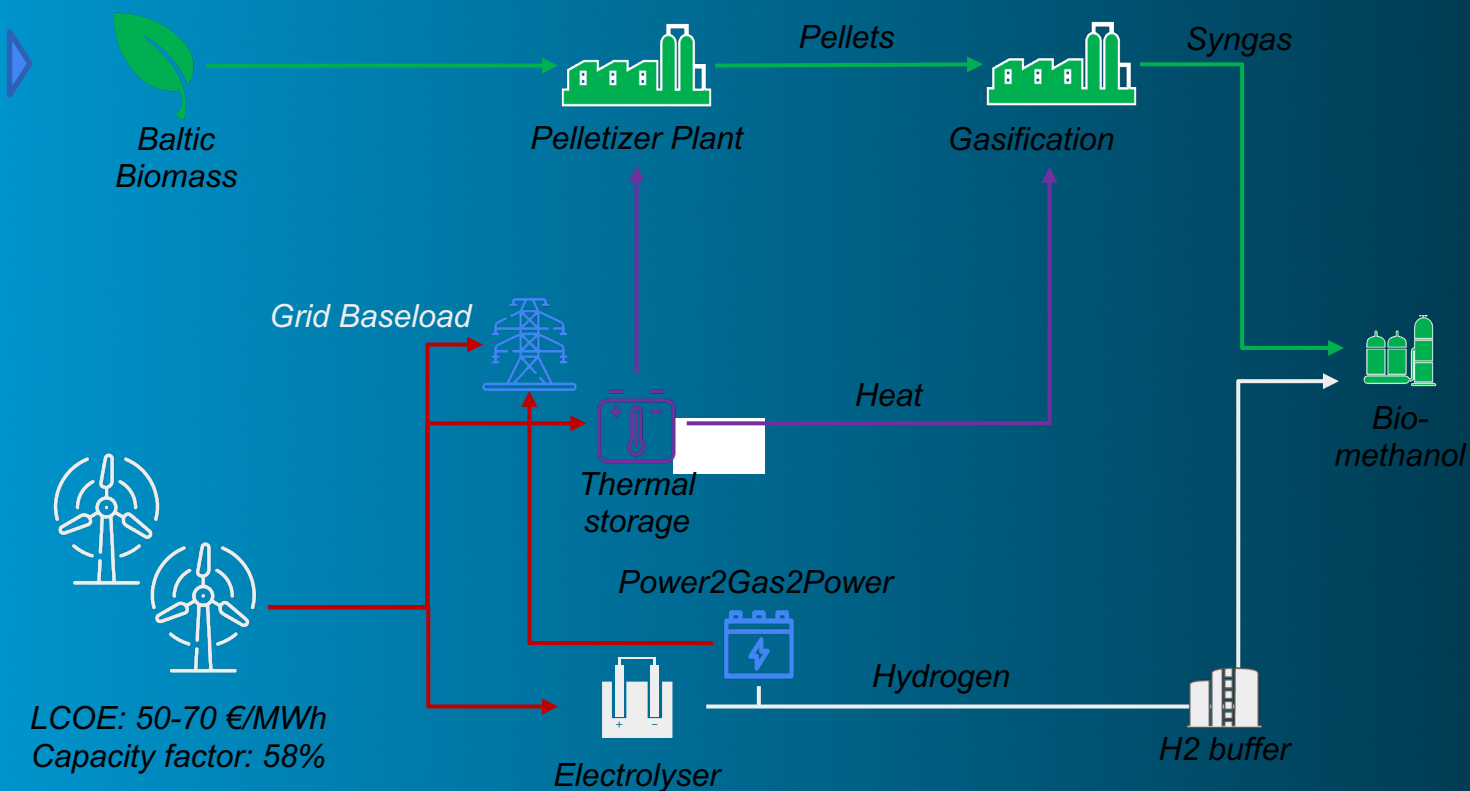 Pellets
Syngas
Baltic
Biomass
Pelletizer Plant
Gasification
Grid Baseload
Heat
Thermal
storage
Bio-
methanol
Power2Gas2Power
Hydrogen
LCOE: 50-70 €/MWh
Capacity factor: 58%
Electrolyser
H2 buffer